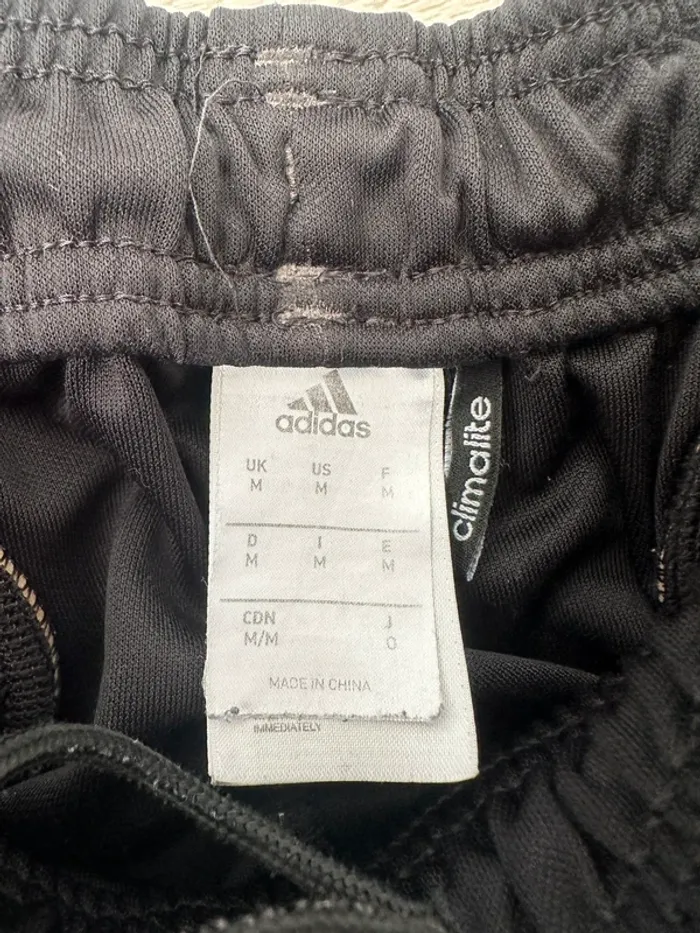 adidas
UK US F
M M M
D I E
M M M
CDN J
M/M O
MADE IN CHINA
IMMEDIATELY
climalite